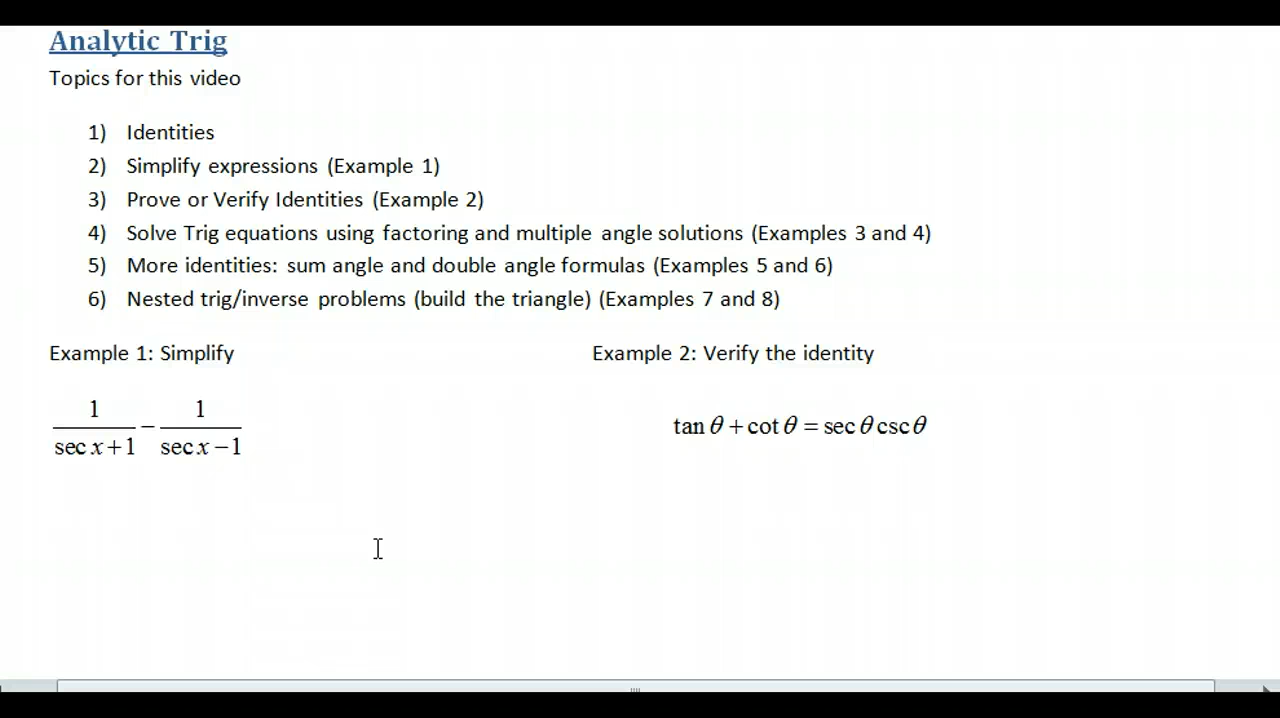 Analytic Trig
Topics for this video
1) Identities
2) Simplify expressions (Example 1)
3) Prove or Verify Identities (Example 2)
4) Solve Trig equations using factoring and multiple angle solutions (Examples 3 and 4)
5) More identities: sum angle and double angle formulas (Examples 5 and 6)
6) Nested trig/inverse problems (build the triangle) (Examples 7 and 8)
Example 1: Simplify
Example 2: Verify the identity
1/(sec x + 1) − 1/(sec x − 1)
tan θ + cot θ = sec θ csc θ